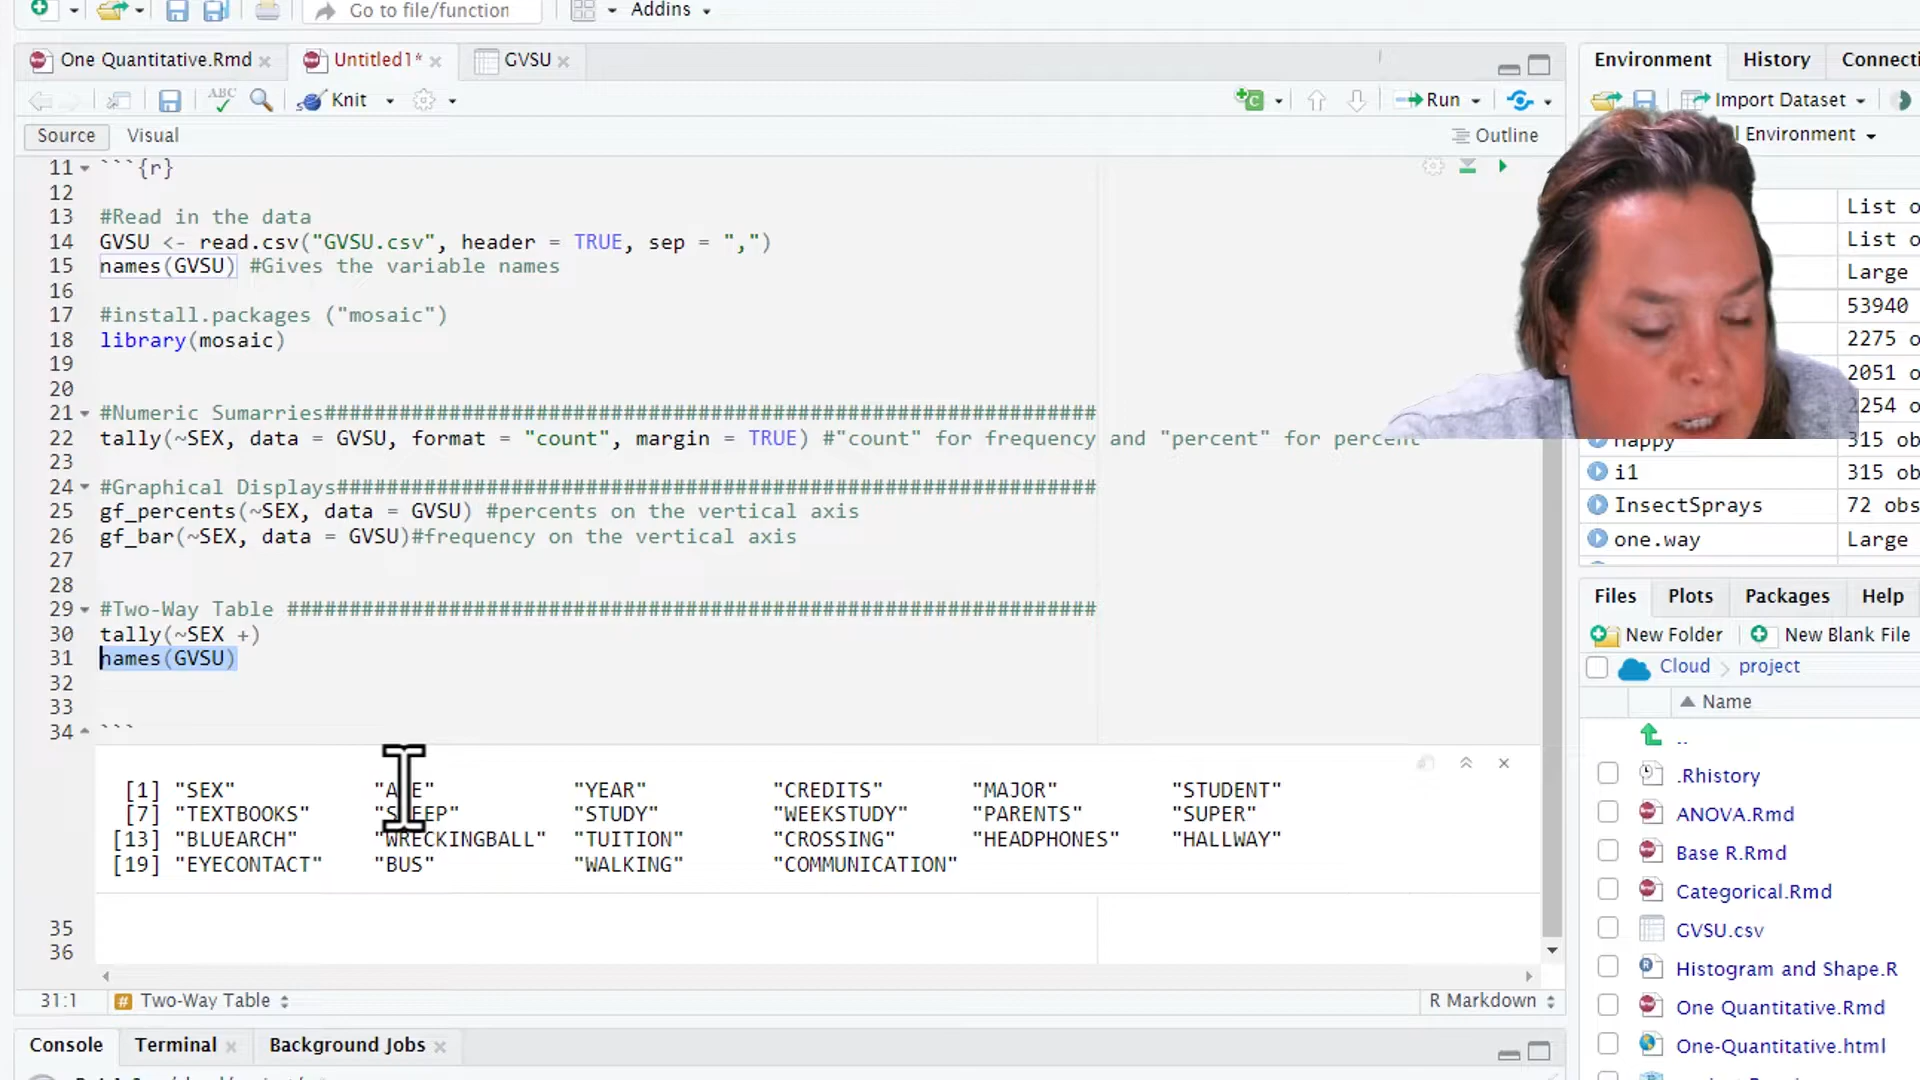 Go to file/function
Addins
One Quantitative.Rmd
Untitled1*
GVSU
Environment
History
Connecti
ABC
Knit
Run
Import Dataset
Source
Visual
Outline
Environment
11 ```{r}
12
13 #Read in the data
14 GVSU <- read.csv("GVSU.csv", header = TRUE, sep = ",")
15 names(GVSU) #Gives the variable names
16
17 #install.packages ("mosaic")
18 library(mosaic)
19
20
21 #Numeric Sumarries##############################################################
22 tally(~SEX, data = GVSU, format = "count", margin = TRUE) #"count" for frequency and "percent" for percent
23
24 #Graphical Displays#############################################################
25 gf_percents(~SEX, data = GVSU) #percents on the vertical axis
26 gf_bar(~SEX, data = GVSU)#frequency on the vertical axis
27
28
29 #Two-Way Table #################################################################
30 tally(~SEX +)
31 names(GVSU)
32
33
34 ```
[1] "SEX" "AGE" "YEAR" "CREDITS" "MAJOR" "STUDENT"
[7] "TEXTBOOKS" "SLEEP" "STUDY" "WEEKSTUDY" "PARENTS" "SUPER"
[13] "BLUEARCH" "WRECKINGBALL" "TUITION" "CROSSING" "HEADPHONES" "HALLWAY"
[19] "EYECONTACT" "BUS" "WALKING" "COMMUNICATION"
35
36
31:1
# Two-Way Table
R Markdown
Console
Terminal
Background Jobs
List o
List o
Large
53940
2275 o
2051 o
2254 o
happy 315 o
i1 315 ob
InsectSprays 72 obs
one.way Large
Files
Plots
Packages
Help
New Folder
New Blank File
Cloud
project
Name
..
.Rhistory
ANOVA.Rmd
Base R.Rmd
Categorical.Rmd
GVSU.csv
Histogram and Shape.R
One Quantitative.Rmd
One-Quantitative.html